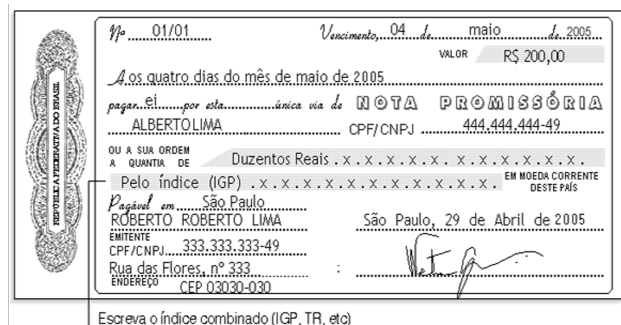 REPÚBLICA FEDERATIVA DO BRASIL
Nº 01/01 Vencimento, 04 de maio de 2005
VALOR R$ 200,00
Aos quatro dias do mês de maio de 2005
pagar ei por esta única via de NOTA PROMISSÓRIA
ALBERTO LIMA CPF/CNPJ 444.444.444-49
OU A SUA ORDEM
A QUANTIA DE Duzentos Reais . x . x . x . x . x . x . x . x . x . x . x .
Pelo índice (IGP) . x . x . x . x . x . x . x . x . x . x . x . x . EM MOEDA CORRENTE DESTE PAÍS
Pagável em São Paulo
ROBERTO ROBERTO LIMA São Paulo, 29 de Abril de 2005
EMITENTE
CPF/CNPJ 333.333.333-49
Rua das Flores, nº 333 :
ENDEREÇO CEP 03030-030
Escreva o índice combinado (IGP, TR, etc)